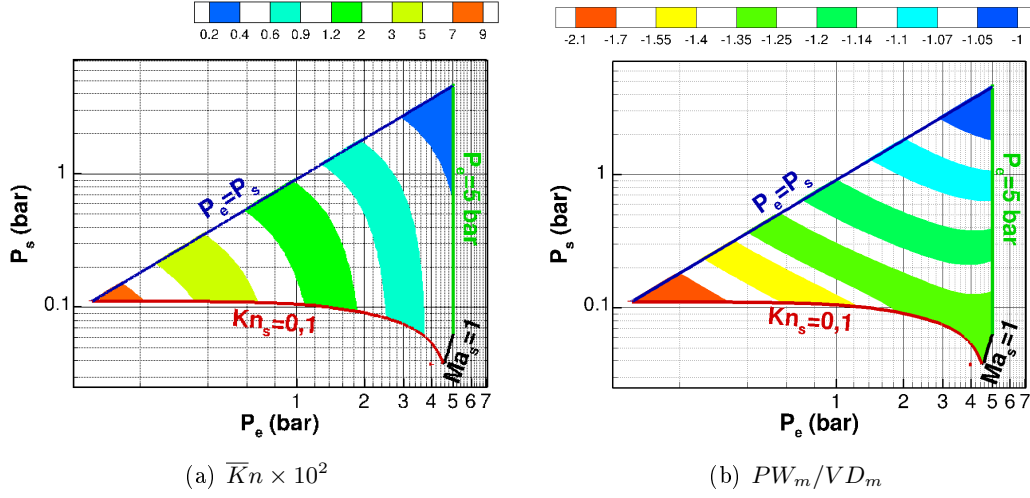 0.2 0.4 0.6 0.9 1.2 2 3 5 7 9
P_s (bar)
1
0.1
P_e=P_s
P_e=5 bar
Kn_s=0,1
Ma_s=1
1 2 3 4 5 6 7
P_e (bar)
(a) K̅n × 10²
-2.1 -1.7 -1.55 -1.4 -1.35 -1.25 -1.2 -1.14 -1.1 -1.07 -1.05 -1
P_s (bar)
1
0.1
P_e=P_s
P_e=5 bar
Kn_s=0,1
Ma_s=1
1 2 3 4 5 6 7
P_e (bar)
(b) PW_m/VD_m